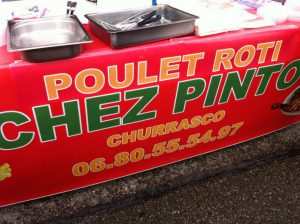 POULET ROTI
CHEZ PINTO
CHURRASCO
06.80.55.54.97